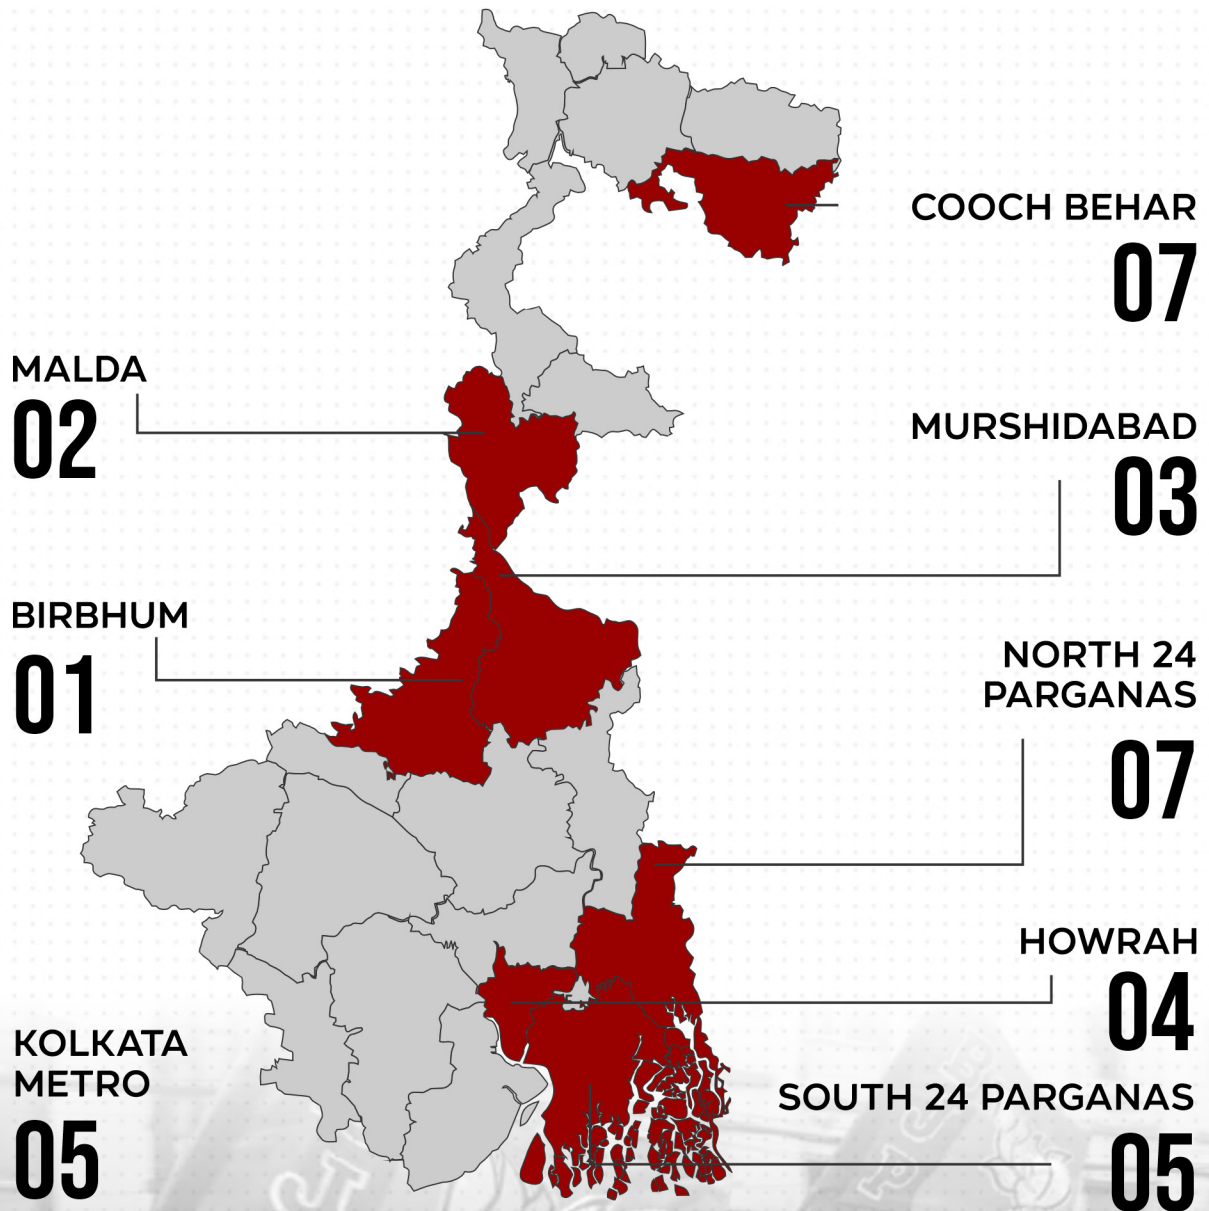 COOCH BEHAR
07
MALDA
02
MURSHIDABAD
03
BIRBHUM
01
NORTH 24
PARGANAS
07
HOWRAH
04
KOLKATA
METRO
05
SOUTH 24 PARGANAS
05